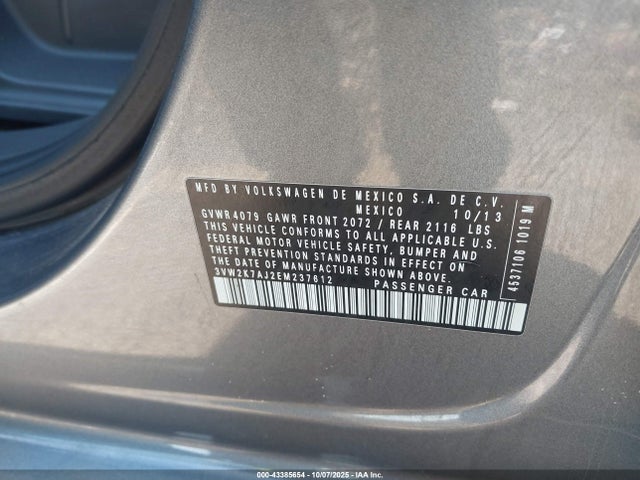 MFD BY VOLKSWAGEN DE MEXICO S.A. DE C.V.
MEXICO 10/13
GVWR 4079 GAWR FRONT 2072 / REAR 2116 LBS
THIS VEHICLE CONFORMS TO ALL APPLICABLE U.S.
FEDERAL MOTOR VEHICLE SAFETY, BUMPER AND
THEFT PREVENTION STANDARDS IN EFFECT ON
THE DATE OF MANUFACTURE SHOWN ABOVE.
3VW2K7AJ2EM237612 PASSENGER CAR
4537106 1019 M
000-43385654 - 10/07/2025 - IAA Inc.